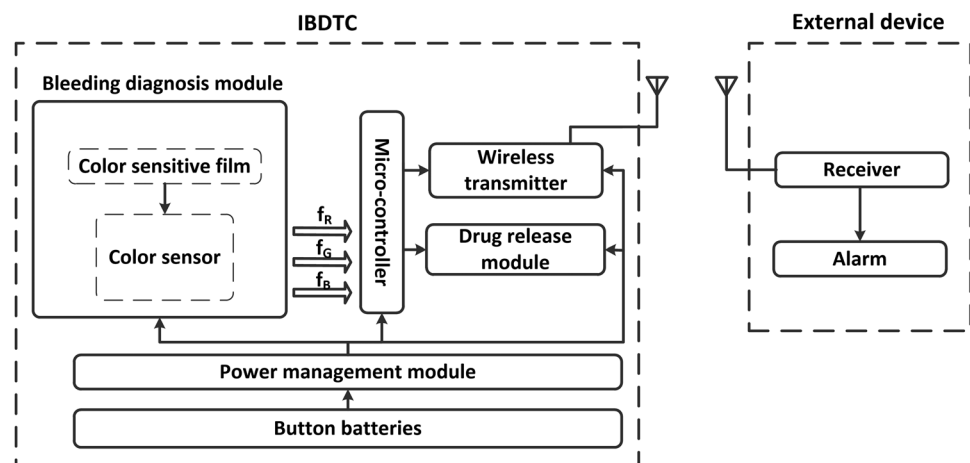 IBDTC
External device
Bleeding diagnosis module
Color sensitive film
Color sensor
fR
fG
fB
Micro-controller
Wireless
transmitter
Drug release
module
Receiver
Alarm
Power management module
Button batteries